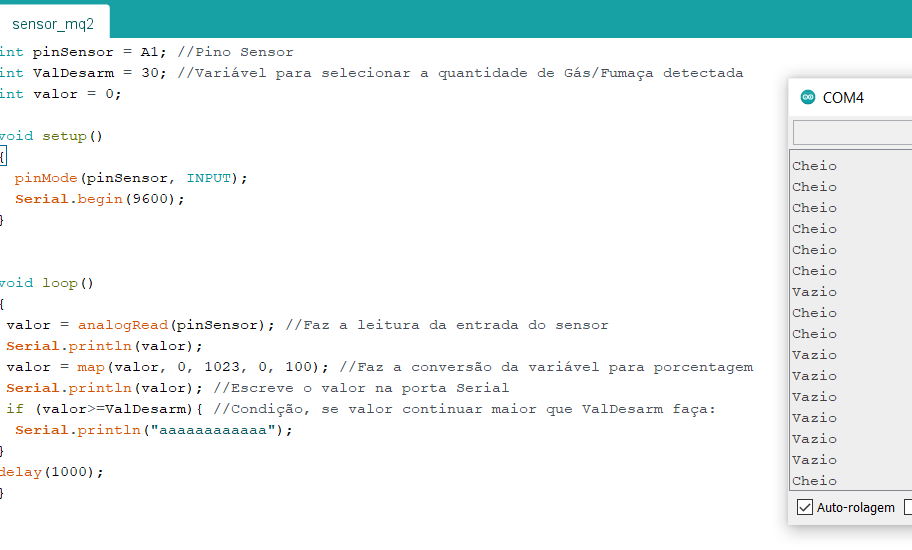 sensor_mq2
int pinSensor = A1; //Pino Sensor
int ValDesarm = 30; //Variável para selecionar a quantidade de Gás/Fumaça detectada
int valor = 0;
void setup()
{
pinMode(pinSensor, INPUT);
Serial.begin(9600);
}
void loop()
{
valor = analogRead(pinSensor); //Faz a leitura da entrada do sensor
Serial.println(valor);
valor = map(valor, 0, 1023, 0, 100); //Faz a conversão da variável para porcentagem
Serial.println(valor); //Escreve o valor na porta Serial
if (valor>=ValDesarm){ //Condição, se valor continuar maior que ValDesarm faça:
Serial.println("aaaaaaaaaaaa");
}
delay(1000);
}
COM4
Cheio
Cheio
Cheio
Cheio
Cheio
Cheio
Vazio
Cheio
Cheio
Vazio
Vazio
Vazio
Vazio
Vazio
Vazio
Cheio
Auto-rolagem